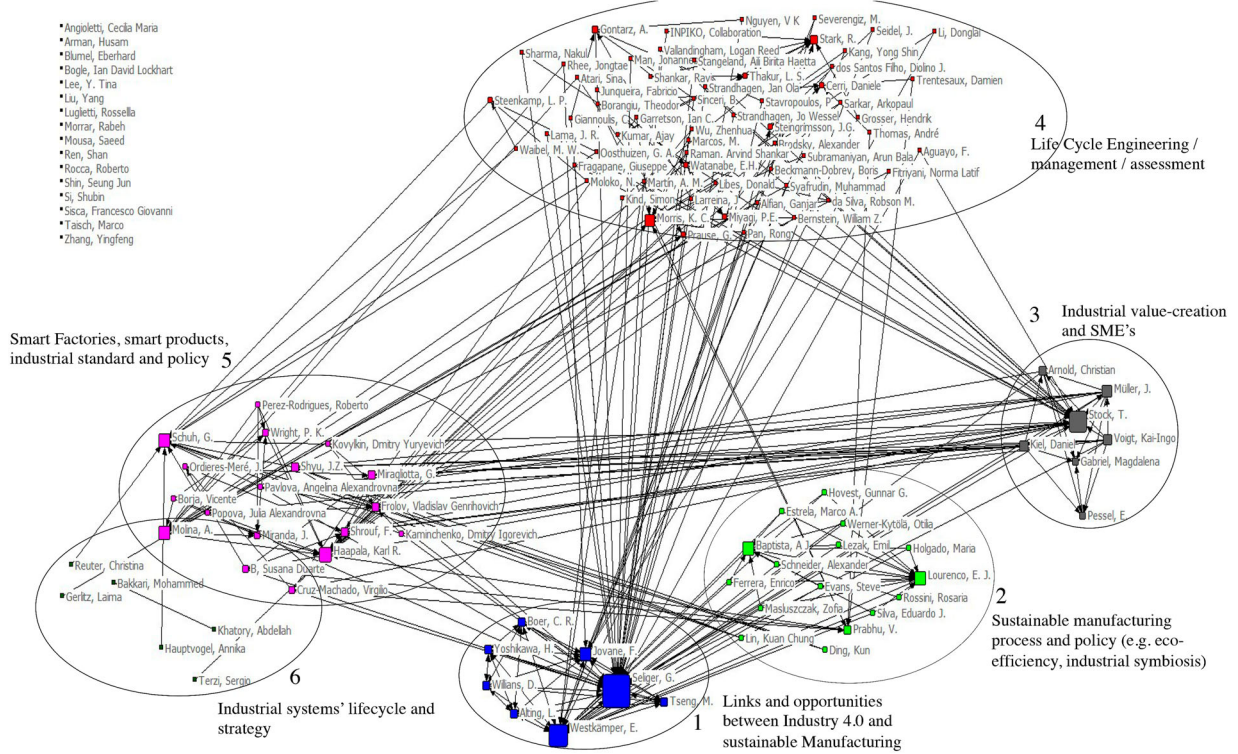 Angioletti, Cecilia Maria
Arman, Husam
Blumel, Eberhard
Bogle, Ian David Lockhart
Lee, Y. Tina
Liu, Yang
Lugletti, Rossella
Morrar, Rabeh
Mousa, Saeed
Ren, Shan
Rocca, Roberto
Shin, Seung Jun
Si, Shubin
Sisca, Francesco Giovanni
Taisch, Marco
Zhang, Yingfeng
Nguyen, V K
Severengiz, M.
Gontarz, A.
INPIKO, Collaboration
Seidel, J.
Li, Donglai
Stark, R.
Sharma, Nakul
Vallandingham, Logan Reed
Kang, Yong Shin
Rhee, Jongtae
Man, Johannes
Stangeland, Ali Birita Haetta
dos Santos Filho, Diolino J.
Atari, Sina
Shankar, Ravi
Thakur, L. S.
Trentesaux, Damien
Junqueira, Fabricio
Strandhagen, Jan Ola
Cerri, Daniele
Steenkamp, L. P.
Borangiu, Theodor
Sinceri, B.
Stavropoulos, P.
Sarkar, Arkopaul
Giannoulis, C.
Garretson, Ian C.
Strandhagen, Jo Wessel
Grosser, Hendrik
Lama, J. R.
Kumar, Ajay
Wu, Zhenhua
Steingrimsson, J.G.
Thomas, André
Marcos, M.
Brodsky, Alexander
Waibel, M. W.
Oosthuizen, G. A.
Raman. Arvind Shankar
Subramaniyan, Arun Bala
Aguayo, F.
Fragapane, Giuseppe
Watanabe, E.H.
Beckmann-Dobrev, Boris
Fitriyani, Norma Latif
Moloko, N.
Martín, A. M.
Libes, Donald
Syafrudin, Muhammad
Kind, Simon
Larreina, J
Alfian, Ganjar
da Silva, Robson M.
Morris, K. C.
Miyagi, P.E.
Bernstein, Wiliam Z.
Prause, G.
Pan, Rong
4
Life Cycle Engineering /
management / assessment
3
Industrial value-creation
and SME's
Arnold, Christian
Müller, J.
Stock, T.
Kiel, Daniel
Voigt, Kai-Ingo
Gabriel, Magdalena
Pessel, E.
Smart Factories, smart products,
industrial standard and policy
5
Perez-Rodrigues, Roberto
Schuh, G.
Wright, P. K.
Kovylkin, Dmitry Yuryevich
Ordieres-Meré, J.
Shyu, J.Z.
Miragliotta, G.
Pavlova, Angelina Alexandrovna
Borja, Vicente
Popova, Julia Alexandrovna
Frolov, Vladislav Genrihovich
Molina, A.
Miranda, J.
Shrouf, F.
Kaminchenko, Dmitry Igorevich
Haapala, Karl R.
B, Susana Duarte
Cruz-Machado, Virgilio
Reuter, Christina
Bakkari, Mohammed
Gerlitz, Laima
Khatory, Abdellah
Hauptvogel, Annika
Terzi, Sergio
6
Industrial systems' lifecycle and
strategy
Hovest, Gunnar G.
Estrela, Marco A.
Werner-Kytölä, Otilia
Baptista, A J
Lezak, Emil
Holgado, Maria
Schneider, Alexander
Lourenco, E. J.
Ferrera, Enrico
Evans, Steve
Rossini, Rosaria
Masluszczak, Zofia
Silva, Eduardo J.
Prabhu, V.
Lin, Kuan Chung
Ding, Kun
2
Sustainable manufacturing
process and policy (e.g. eco-
efficiency, industrial symbiosis)
Boer, C. R.
Yoshikawa, H.
Jovane, F.
Seliger, G.
Willans, D.
Tseng, M.
Alting, L.
Westkämper, E.
1
Links and opportunities
between Industry 4.0 and
sustainable Manufacturing